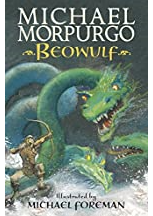 MICHAEL
MORPURGO
BEOWULF
Illustrated by
MICHAEL FOREMAN